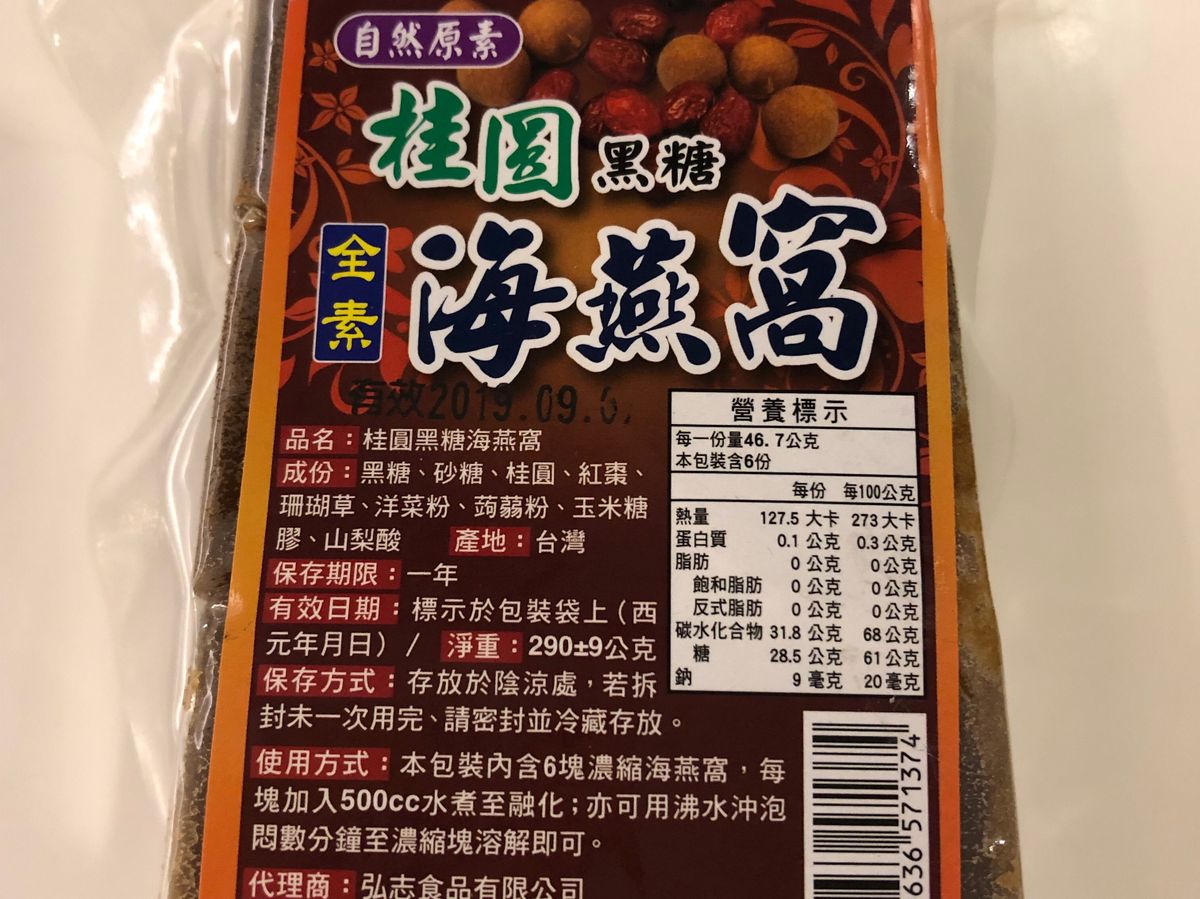 自然原素
桂圓黑糖
全素
海燕窩
有效2019.09.0
品名：桂圓黑糖海燕窩
成份：黑糖、砂糖、桂圓、紅棗、
珊瑚草、洋菜粉、蒟蒻粉、玉米糖
膠、山梨酸 產地：台灣
保存期限：一年
有效日期：標示於包裝袋上（西
元年月日）/ 淨重：290±9公克
保存方式：存放於陰涼處，若拆
封未一次用完、請密封並冷藏存放。
使用方式：本包裝內含6塊濃縮海燕窩，每
塊加入500cc水煮至融化；亦可用沸水沖泡
悶數分鐘至濃縮塊溶解即可。
代理商：弘志食品有限公司
營養標示
每一份量46.7公克
本包裝含6份
每份 每100公克
熱量 127.5 大卡 273 大卡
蛋白質 0.1 公克 0.3 公克
脂肪 0 公克 0 公克
飽和脂肪 0 公克 0 公克
反式脂肪 0 公克 0 公克
碳水化合物 31.8 公克 68 公克
糖 28.5 公克 61 公克
鈉 9 毫克 20 毫克
636 571374